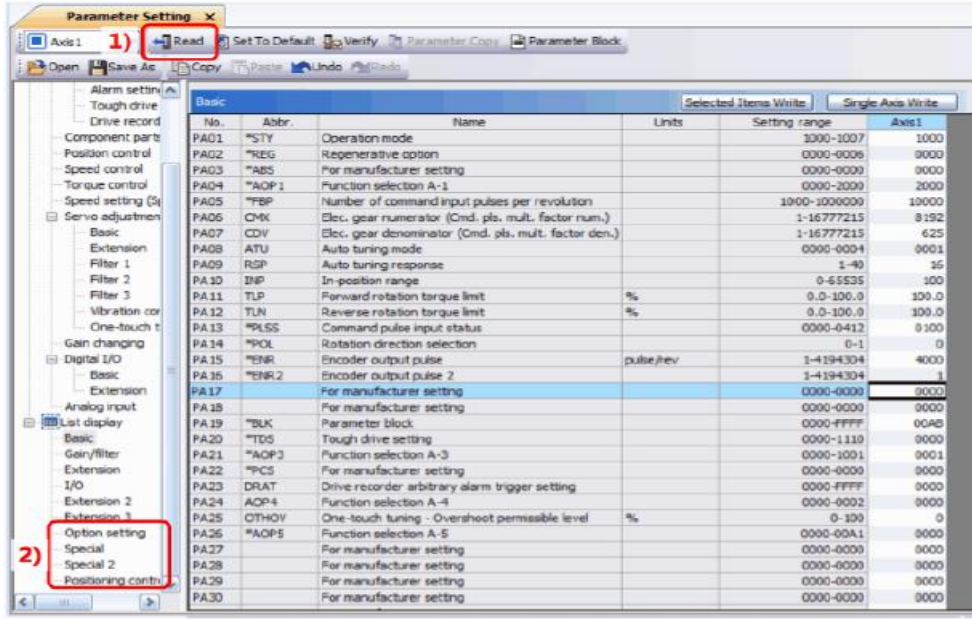 Parameter Setting ×
Axis1 1) Read Set To Default Verify Parameter Copy Parameter Block
Open Save As Copy Paste Undo Redo
Alarm settin
Tough drive
Drive record
Component parts
Position control
Speed control
Torque control
Speed setting (Sp
Servo adjustmen
Basic
Extension
Filter 1
Filter 2
Filter 3
Vibration cor
One-touch t
Gain changing
Digital I/O
Basic
Extension
Analog input
List display
Basic
Gain/filter
Extension
I/O
Extension 2
Extension 3
Option setting
2) Special
Special 2
Positioning contr
Basic Selected Items Write Single Axis Write
No. Abbr. Name Units Setting range Axis1
PA01 *STY Operation mode 1000-1007 1000
PA02 *REG Regenerative option 0000-0006 0000
PA03 *ABS For manufacturer setting 0000-0000 0000
PA04 *AOP1 Function selection A-1 0000-2000 2000
PA05 *FBP Number of command input pulses per revolution 1000-1000000 10000
PA06 CMX Elec. gear numerator (Cmd. pls. mult. factor num.) 1-16777215 8192
PA07 CDV Elec. gear denominator (Cmd. pls. mult. factor den.) 1-16777215 625
PA08 ATU Auto tuning mode 0000-0004 0001
PA09 RSP Auto tuning response 1-40 16
PA10 INP In-position range 0-65535 100
PA11 TLP Forward rotation torque limit % 0.0-100.0 100.0
PA12 TLN Reverse rotation torque limit % 0.0-100.0 100.0
PA13 *PLSS Command pulse input status 0000-0412 0100
PA14 *POL Rotation direction selection 0-1 0
PA15 *ENR Encoder output pulse pulse/rev 1-4194304 4000
PA16 *ENR2 Encoder output pulse 2 1-4194304 1
PA17 For manufacturer setting 0000-0000 0000
PA18 For manufacturer setting 0000-0000 0000
PA19 *BLK Parameter block 0000-FFFF 00AB
PA20 *TDS Tough drive setting 0000-1110 0000
PA21 *AOP3 Function selection A-3 0000-1001 0001
PA22 *PCS For manufacturer setting 0000-0000 0000
PA23 DRAT Drive recorder arbitrary alarm trigger setting 0000-FFFF 0000
PA24 AOP4 Function selection A-4 0000-0002 0000
PA25 OTHOV One-touch tuning - Overshoot permissible level % 0-100 0
PA26 *AOP5 Function selection A-5 0000-00A1 0000
PA27 For manufacturer setting 0000-0000 0000
PA28 For manufacturer setting 0000-0000 0000
PA29 For manufacturer setting 0000-0000 0000
PA30 For manufacturer setting 0000-0000 0000